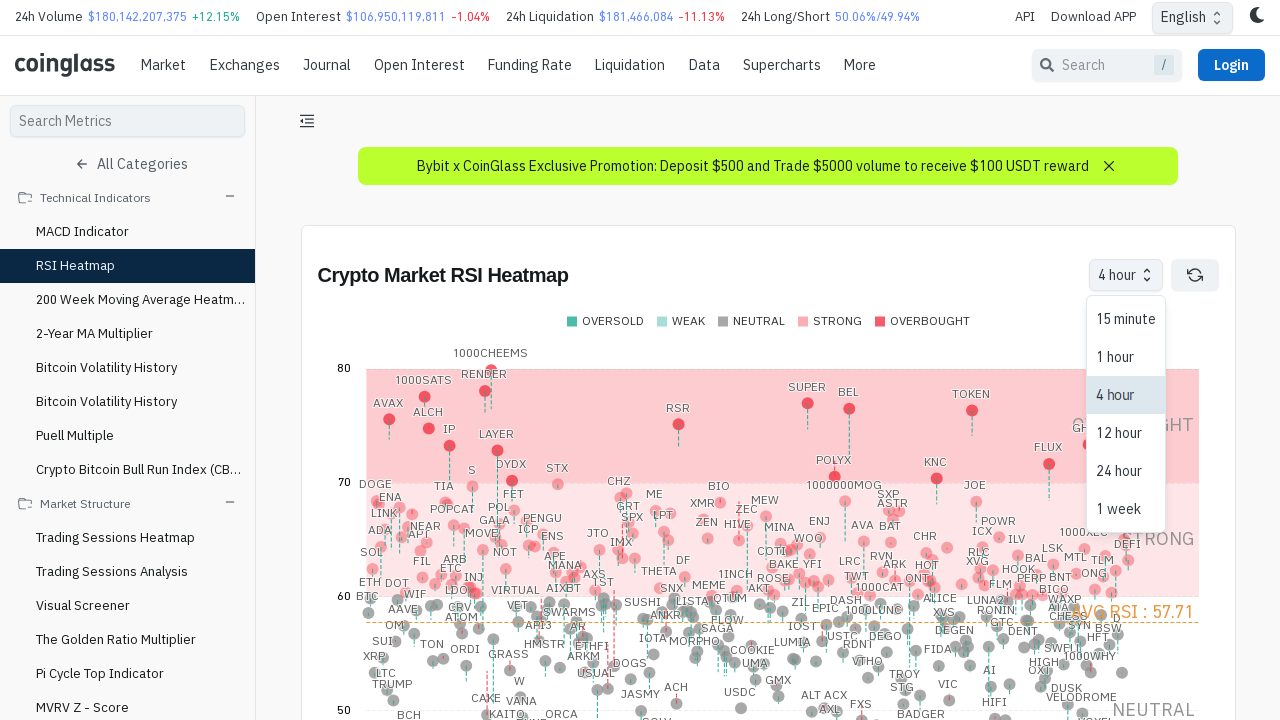 24h Volume $180,142,207,375 +12.15% Open Interest $106,950,119,811 -1.04% 24h Liquidation $181,466,084 -11.13% 24h Long/Short 50.06%/49.94% API Download APP English
coinglass Market Exchanges Journal Open Interest Funding Rate Liquidation Data Supercharts More Search / Login
Search Metrics
All Categories
Technical Indicators
MACD Indicator
RSI Heatmap
200 Week Moving Average Heatm...
2-Year MA Multiplier
Bitcoin Volatility History
Bitcoin Volatility History
Puell Multiple
Crypto Bitcoin Bull Run Index (CB...
Market Structure
Trading Sessions Heatmap
Trading Sessions Analysis
Visual Screener
The Golden Ratio Multiplier
Pi Cycle Top Indicator
MVRV Z - Score
Bybit x CoinGlass Exclusive Promotion: Deposit $500 and Trade $5000 volume to receive $100 USDT reward
Crypto Market RSI Heatmap
4 hour
15 minute
1 hour
4 hour
12 hour
24 hour
1 week
OVERSOLD WEAK NEUTRAL STRONG OVERBOUGHT
1000CHEEMS
80
RENDER
1000SATS SUPER BEL TOKEN
AVAX ALCH RSR
IP LAYER FLUX
DYDX STX POLYX KNC
S
70
DOGE TIA FET CHZ ME BIO 1000000MOG JOE
ENA POPCAT POL GRT XMR ZEC MEW SXP ASTR
LINK NEAR GALA PENGU SPX LPT ZEN HIVE MINA ENJ AVA BAT POWR
ADA APT MOVE ICP ENS JTO IMX WOO CHR ICX ILV 1000XEC
SOL FIL ARB NOT APE DF COTI RVN RLC LSK MTL DEFI
ETC MANA THETA BAKE YFI LRC ARK HOT XVG BAL TLM
ETH DOT INJ AXS 1INCH ROSE TWT ONT HOOK PERP BNT ONG
BTC WIF LDO VIRTUAL AIXBT SNX MEME AKT 1000CAT FLM BICO
60
AAVE CRV VET SWARMS SUSHI LISTA QTUM ZIL DASH ALICE LUNA2 AIA
ATOM ANKR FLOW EPIC 1000LUNC XVS RONIN CHESS
STRONG
AVG RSI : 57.71
OM API3 SAGA IOST DEGEN GTC SYN
SUI TON ORDI HMSTR ETHFI IOTA MORPHO LUMIA USTC RDNT DEGO DENT HFT BSW
XRP GRASS ARKM DOGS COOKIE FIDA SWELL
LTC W USUAL UMA VTHO AI HIGH 1000WHY
TRUMP JASMY ACH USDC GMX TROY VIC OXT DUSK
CAKE VANA ALT ACX STG HIFI VELODROME
NEUTRAL
50
BCH KAITO ORCA AXL FXS BADGER